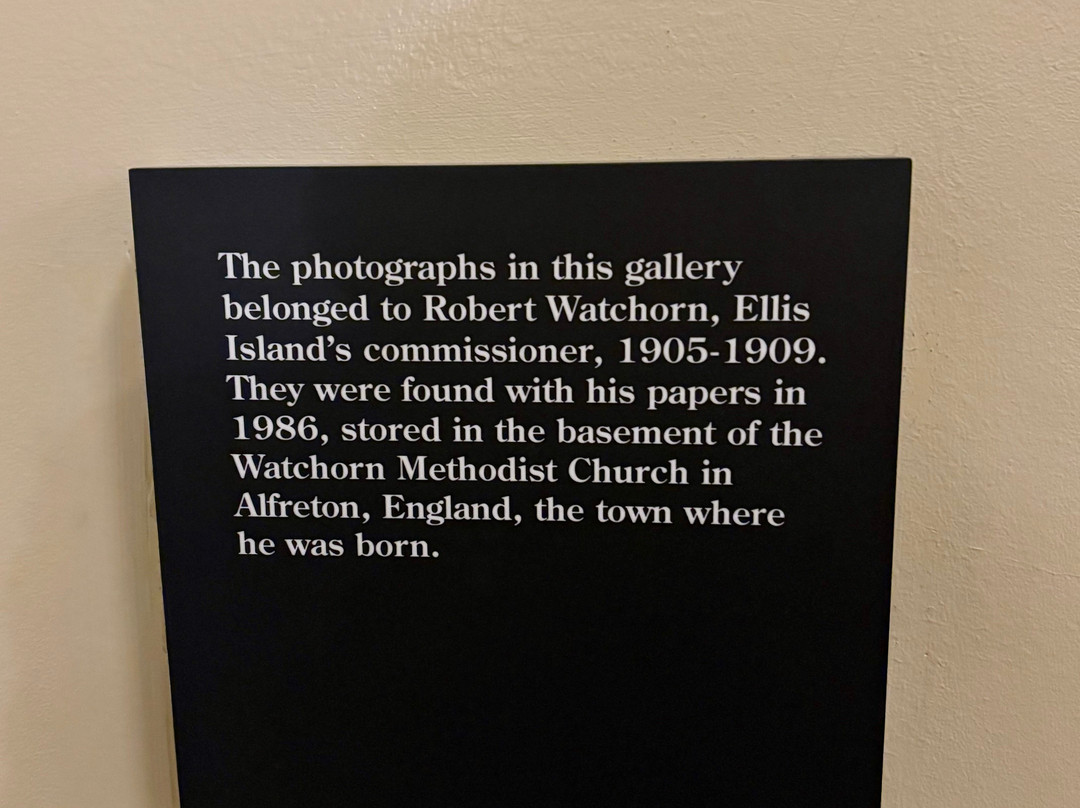 The photographs in this gallery
belonged to Robert Watchorn, Ellis
Island's commissioner, 1905-1909.
They were found with his papers in
1986, stored in the basement of the
Watchorn Methodist Church in
Alfreton, England, the town where
he was born.